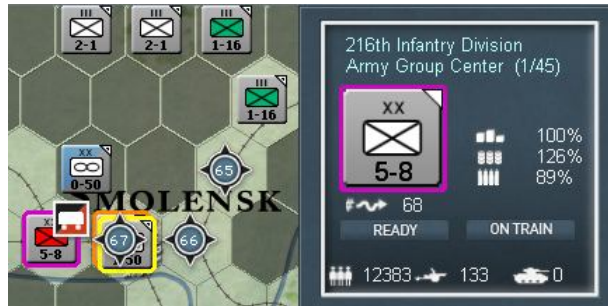 III III III
2-1 2-1 1-16
III
1-16
XX
0-50
65
MOLENSK
XX
5-8
67
50
66
216th Infantry Division
Army Group Center (1/45)
XX
5-8
100%
126%
89%
68
READY ON TRAIN
12383 133 0